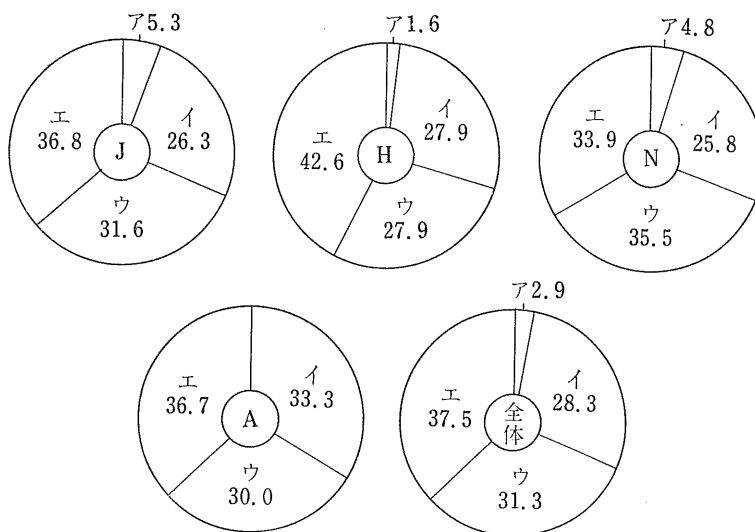 ア5.3
エ
36.8
イ
26.3
J
ウ
31.6
ア1.6
エ
42.6
イ
27.9
H
ウ
27.9
ア4.8
エ
33.9
イ
25.8
N
ウ
35.5
エ
36.7
イ
33.3
A
ウ
30.0
ア2.9
エ
37.5
イ
28.3
全
体
ウ
31.3